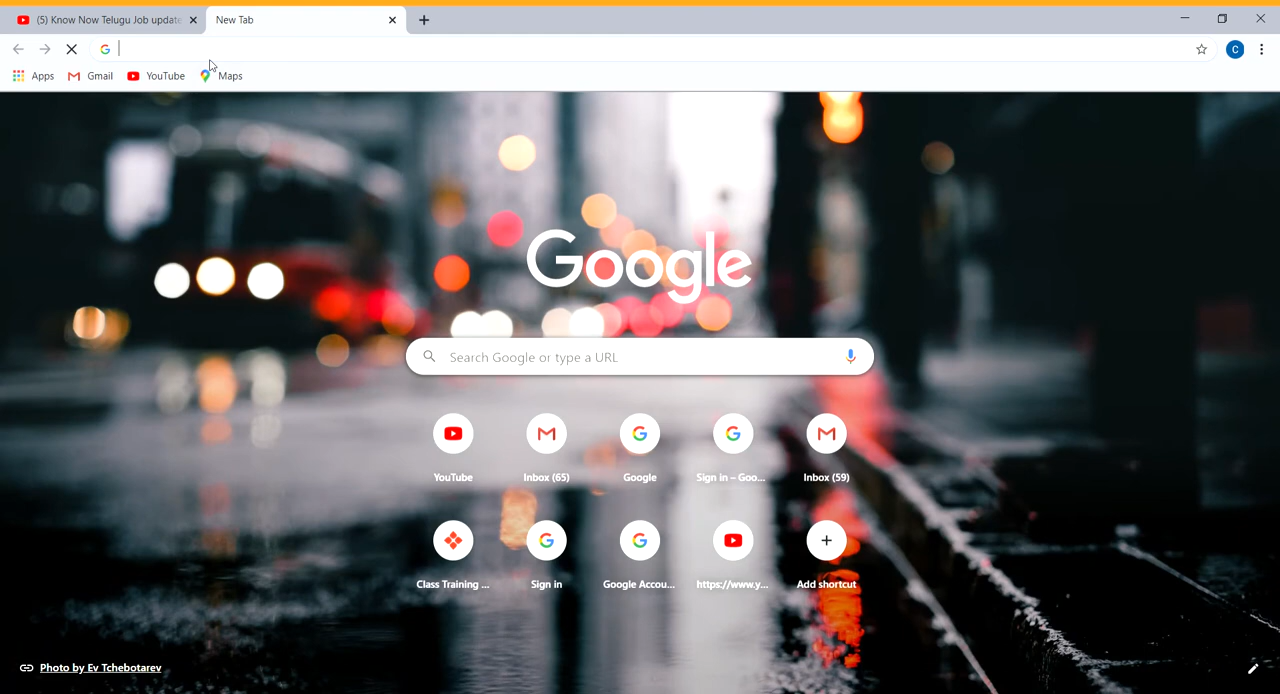 (5) Know Now Telugu Job update
New Tab
Apps
Gmail
YouTube
Maps
C
Google
Search Google or type a URL
YouTube
Inbox (65)
Google
Sign in – Goo...
Inbox (59)
Class Training ...
Sign in
Google Accou...
https://www.y...
Add shortcut
Photo by Ev Tchebotarev